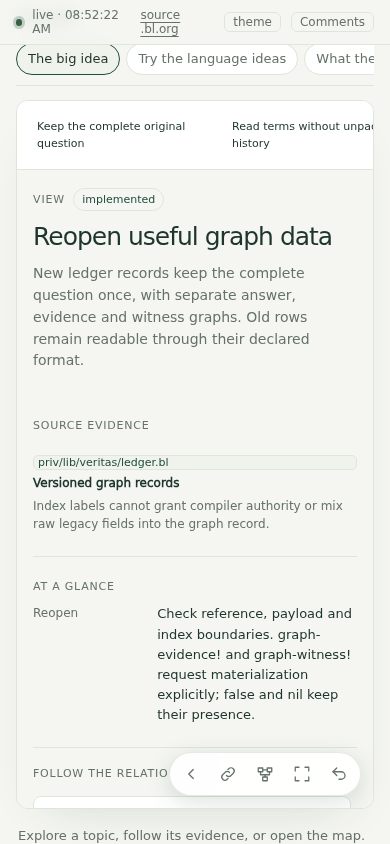 live · 08:52:22 AM
source
.bl.org
theme
Comments
The big idea
Try the language ideas
What the
Keep the complete original question
Read terms without unpac
history
VIEW
implemented
Reopen useful graph data
New ledger records keep the complete
question once, with separate answer,
evidence and witness graphs. Old rows
remain readable through their declared
format.
SOURCE EVIDENCE
priv/lib/veritas/ledger.bl
Versioned graph records
Index labels cannot grant compiler authority or mix
raw legacy fields into the graph record.
AT A GLANCE
Reopen
Check reference, payload and
index boundaries. graph-
evidence! and graph-witness!
request materialization
explicitly; false and nil keep
their presence.
FOLLOW THE RELATIO
Explore a topic, follow its evidence, or open the map.